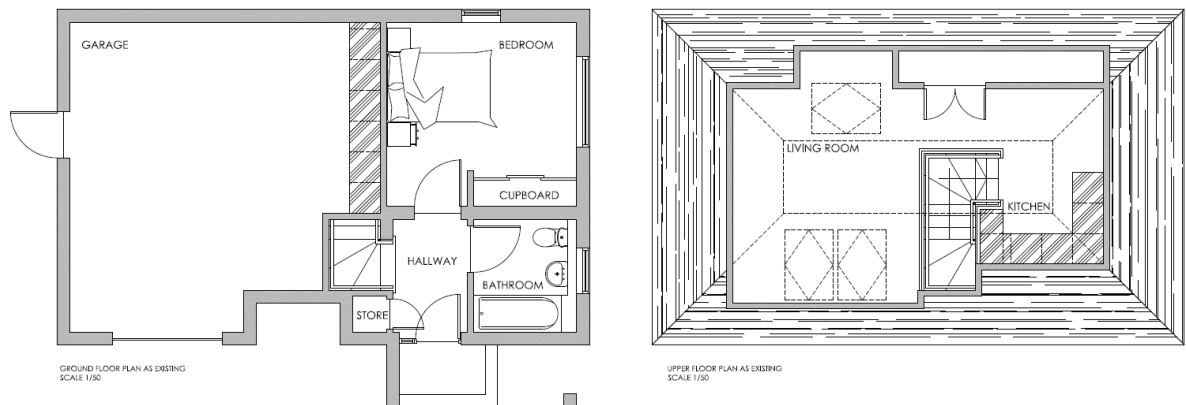 GARAGE
BEDROOM
CUPBOARD
HALLWAY
BATHROOM
STORE
GROUND FLOOR PLAN AS EXISTING
SCALE 1/50
LIVING ROOM
KITCHEN
UPPER FLOOR PLAN AS EXISTING
SCALE 1/50